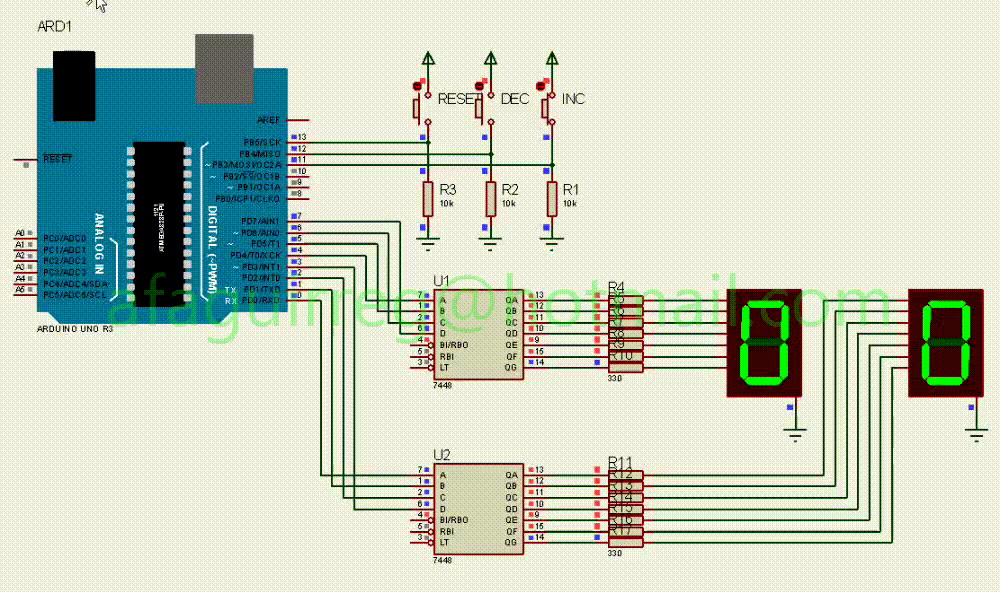 ARD1
RESET
DEC
INC
AREF
RESET
PB5/SCK 13
PB4/MISO 12
~ PB3/MOSI/OC2A 11
~ PB2/SS/OC1B 10
~ PB1/OC1A 9
PB0/ICP1/CLKO 8
R3
10k
R2
10k
R1
10k
ATMEGA328P-PU
1121
ANALOG IN
DIGITAL (~PWM)
PD7/AIN1 7
~ PD6/AIN0 6
~ PD5/T1 5
PD4/T0/XCK 4
~ PD3/INT1 3
PD2/INT0 2
TX PD1/TXD 1
RX PD0/RXD 0
A0 PC0/ADC0
A1 PC1/ADC1
A2 PC2/ADC2
A3 PC3/ADC3
A4 PC4/ADC4/SDA
A5 PC5/ADC5/SCL
ARDUINO UNO R3
afaguirreg@hotmail.com
U1
7 A QA 13
1 B QB 12
2 C QC 11
6 D QD 10
4 BI/RBO QE 9
5 RBI QF 15
3 LT QG 14
7448
R4
R5
R6
R7
R8
R9
R10
330
U2
7 A QA 13
1 B QB 12
2 C QC 11
6 D QD 10
4 BI/RBO QE 9
5 RBI QF 15
3 LT QG 14
7448
R11
R12
R13
R14
R15
R16
R17
330
0
0